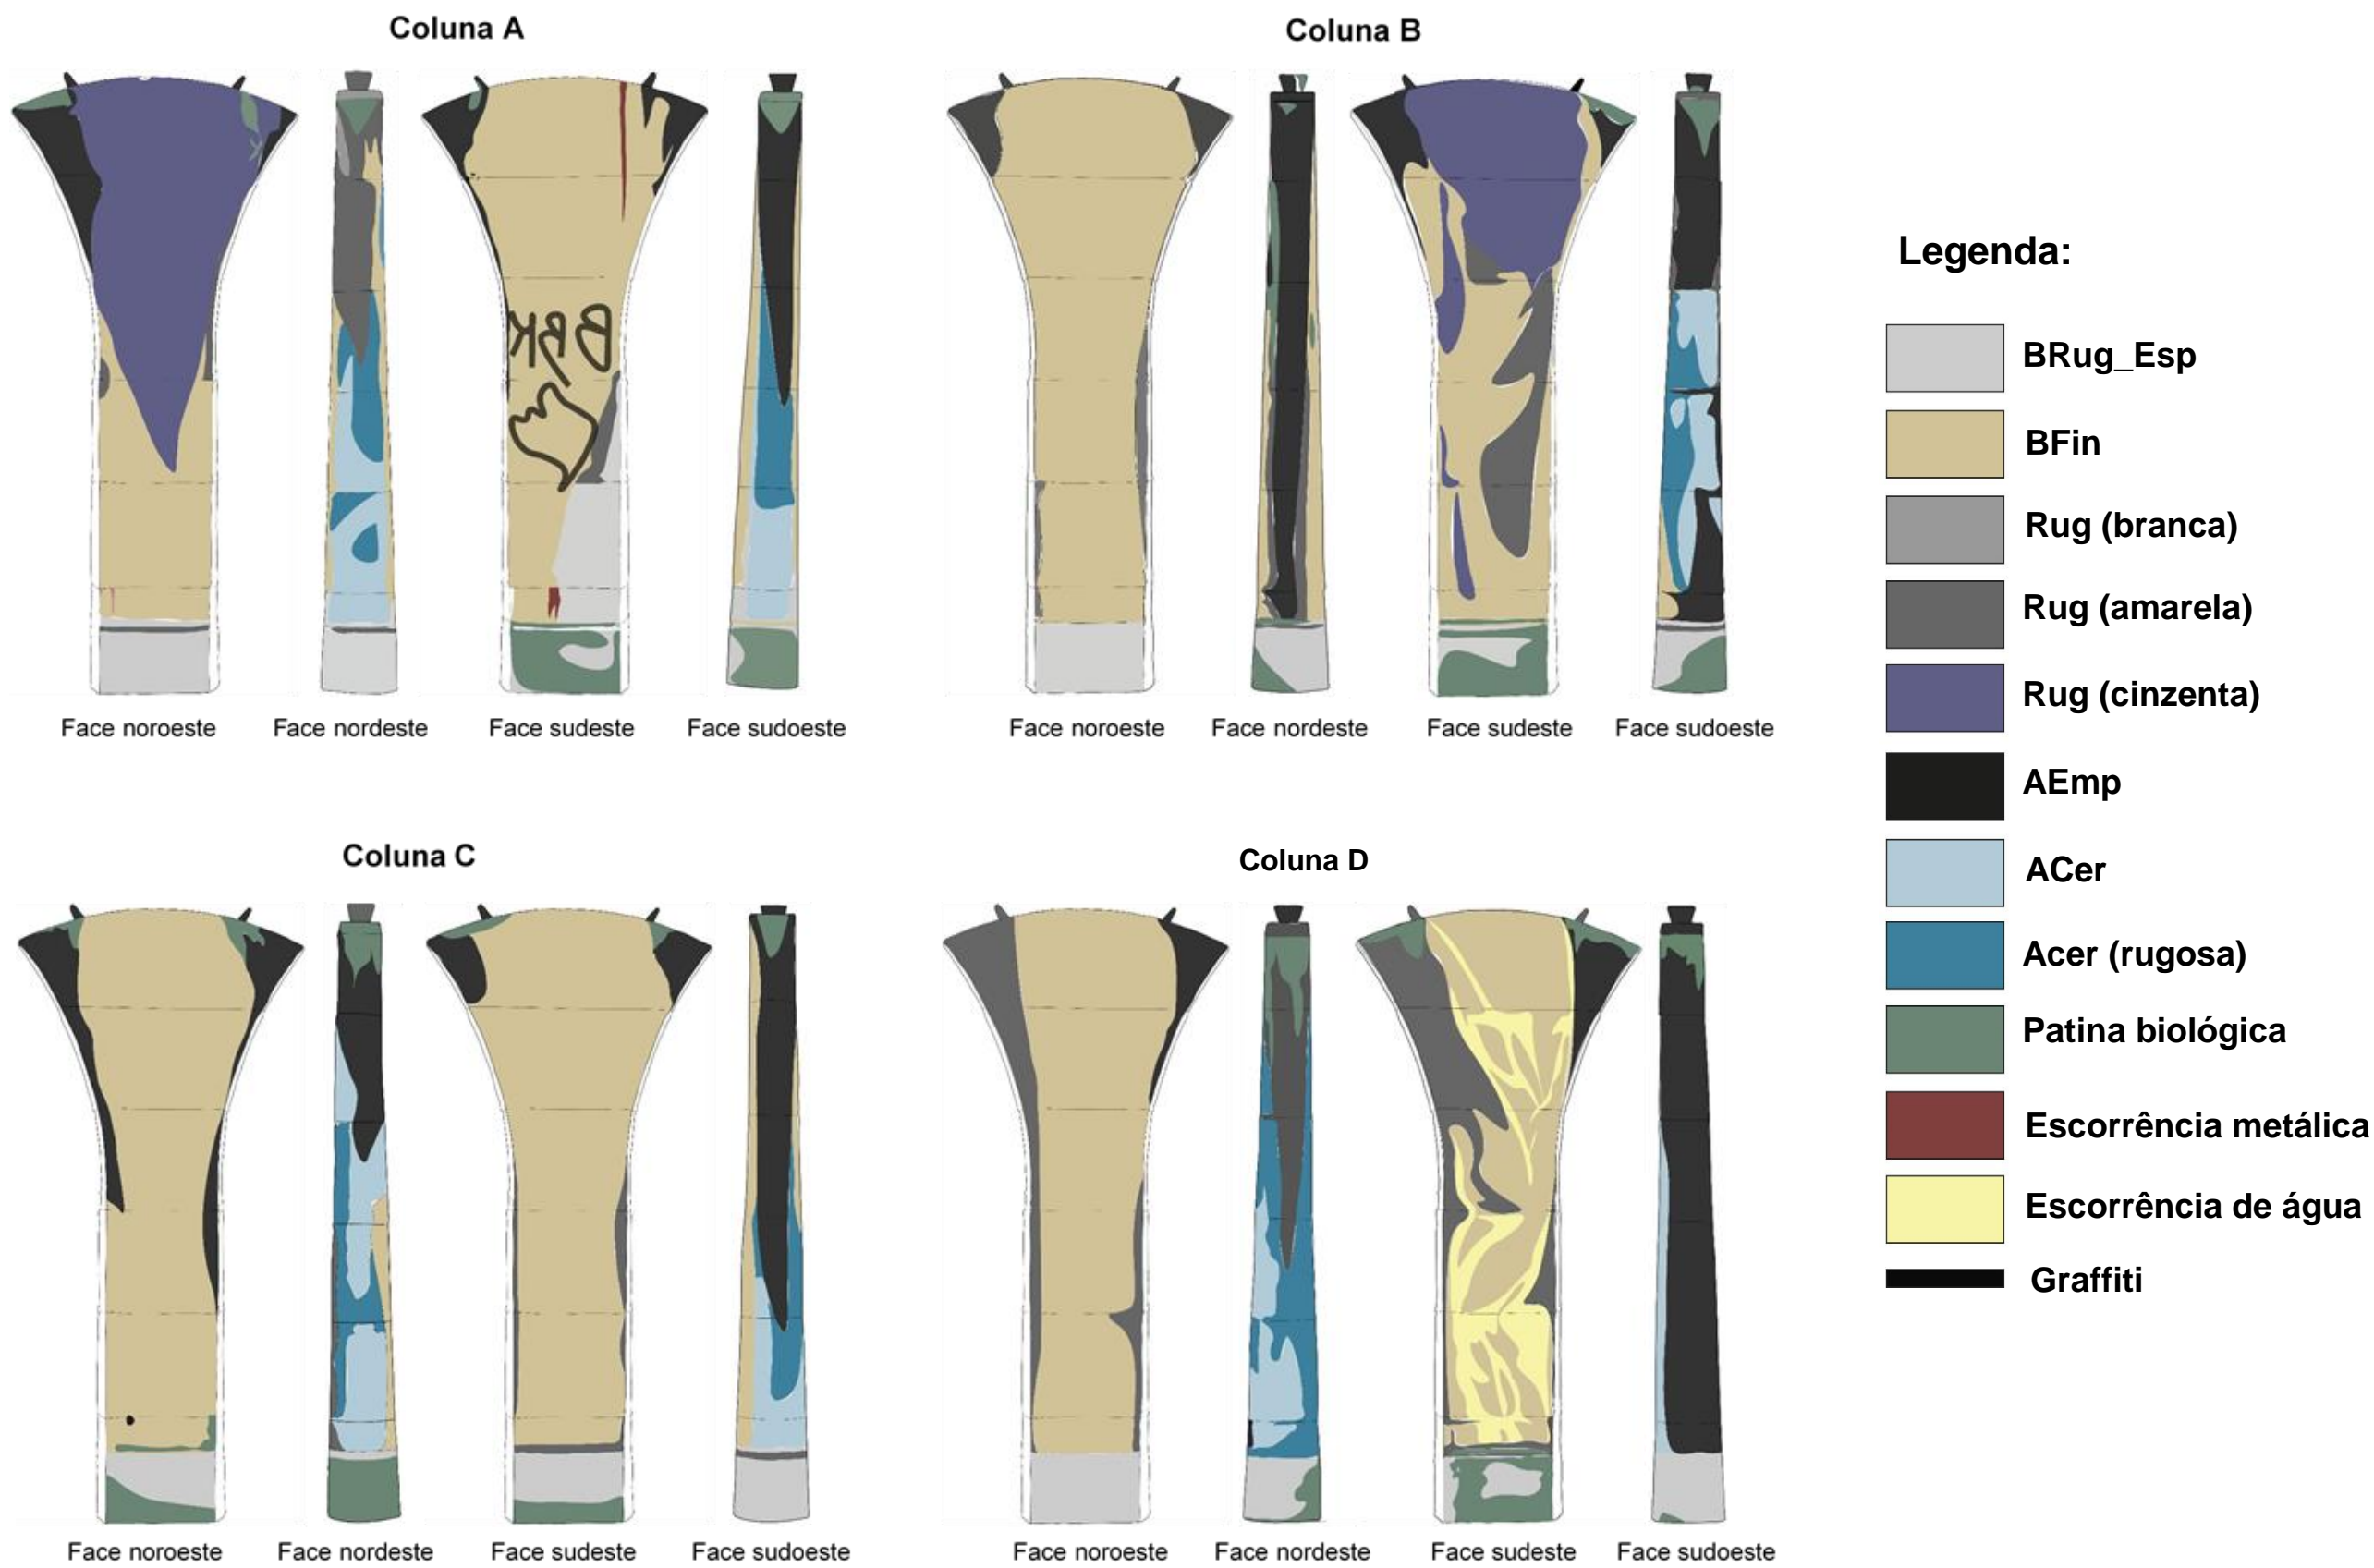 Coluna A
Coluna B
BRK
Face noroeste
Face nordeste
Face sudeste
Face sudoeste
Face noroeste
Face nordeste
Face sudeste
Face sudoeste
Coluna C
Coluna D
Face noroeste
Face nordeste
Face sudeste
Face sudoeste
Face noroeste
Face nordeste
Face sudeste
Face sudoeste
Legenda:
BRug_Esp
BFin
Rug (branca)
Rug (amarela)
Rug (cinzenta)
AEmp
ACer
Acer (rugosa)
Patina biológica
Escorrência metálica
Escorrência de água
Graffiti